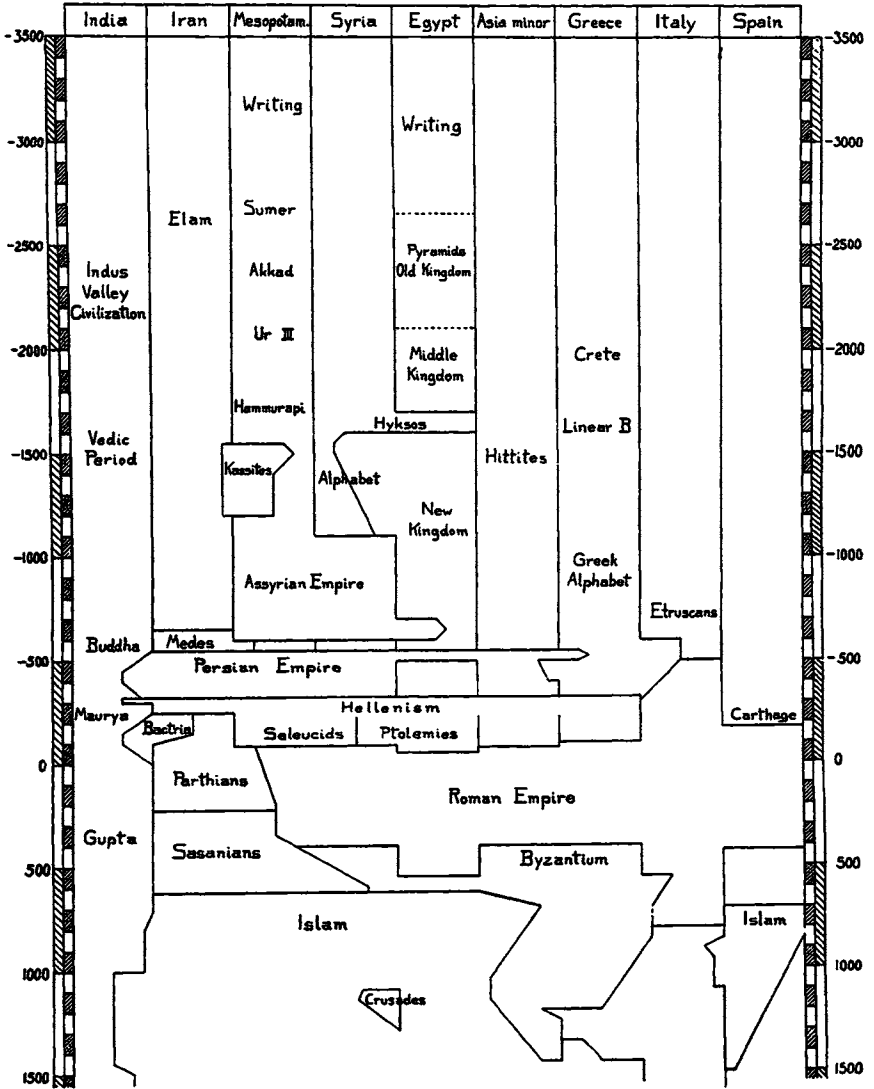 India Iran Mesopotam. Syria Egypt Asia minor Greece Italy Spain
-3500 -3500
Writing
Writing
-3000 -3000
Sumer
Elam
-2500 -2500
Pyramids
Old Kingdom
Akkad
Indus
Valley
Civilization
Ur III
-2000 -2000
Middle
Kingdom
Crete
Hammurapi
Hyksos
Linear B
Vedic
Period
-1500 -1500
Hittites
Kassites
Alphabet
New
Kingdom
-1000 -1000
Greek
Alphabet
Assyrian Empire
Etruscans
Buddha
Medes
-500 -500
Persian Empire
Hellenism
Maurya
Carthage
Bactria
Seleucids
Ptolemies
0 0
Parthians
Roman Empire
Gupta
Sasanians
Byzantium
500 500
Islam
Islam
1000 1000
Crusades
1500 1500